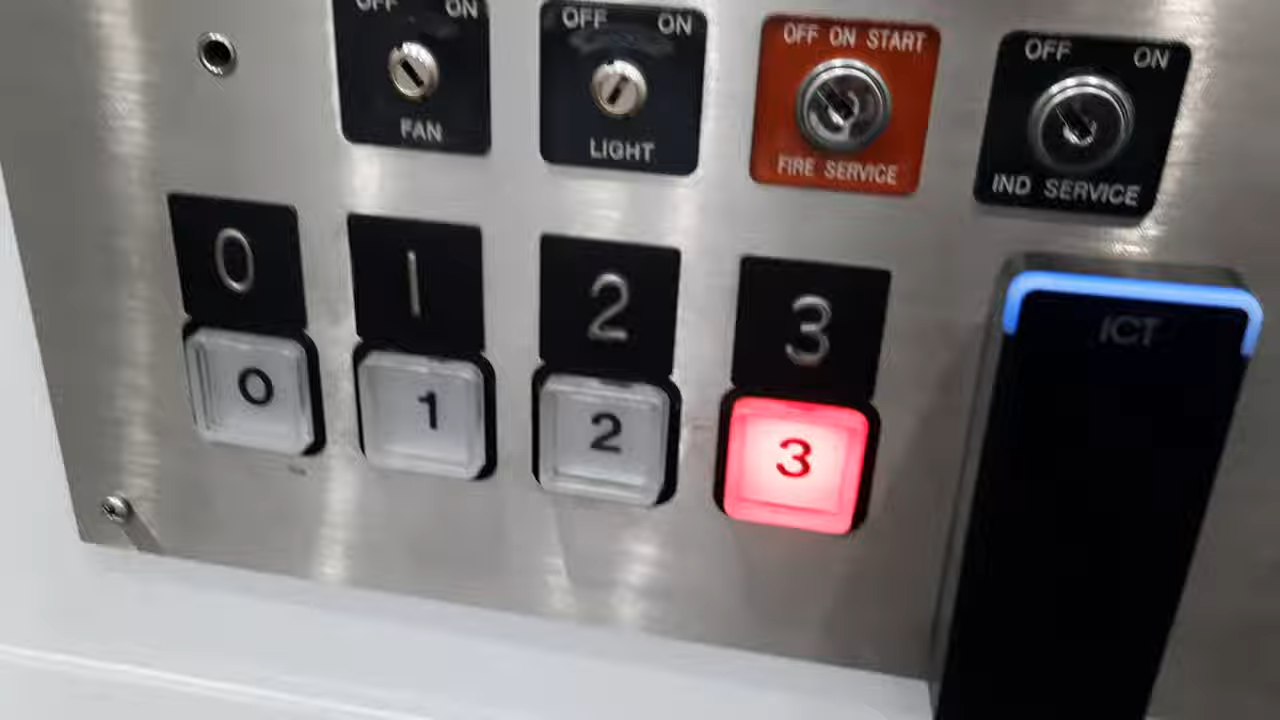 OFF ON
FAN
OFF ON
LIGHT
OFF ON START
FIRE SERVICE
OFF ON
IND SERVICE
0 1 2 3
0 1 2 3
ICT